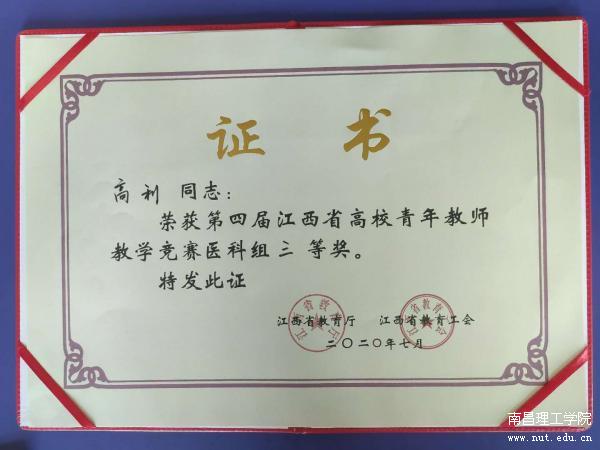 证 书
高利 同志：
荣获第四届江西省高校青年教师
教学竞赛医科组 三 等奖。
特发此证
江西省教育厅 江西省教育工会
二〇二〇年七月
南昌理工学院
www.nut.edu.cn